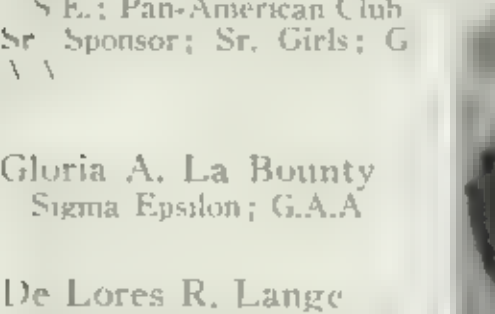 S E.; Pan-American Club
Sr Sponsor; Sr. Girls; G
Gloria A. La Bounty
Sigma Epsilon; G.A.A
De Lores R. Lange